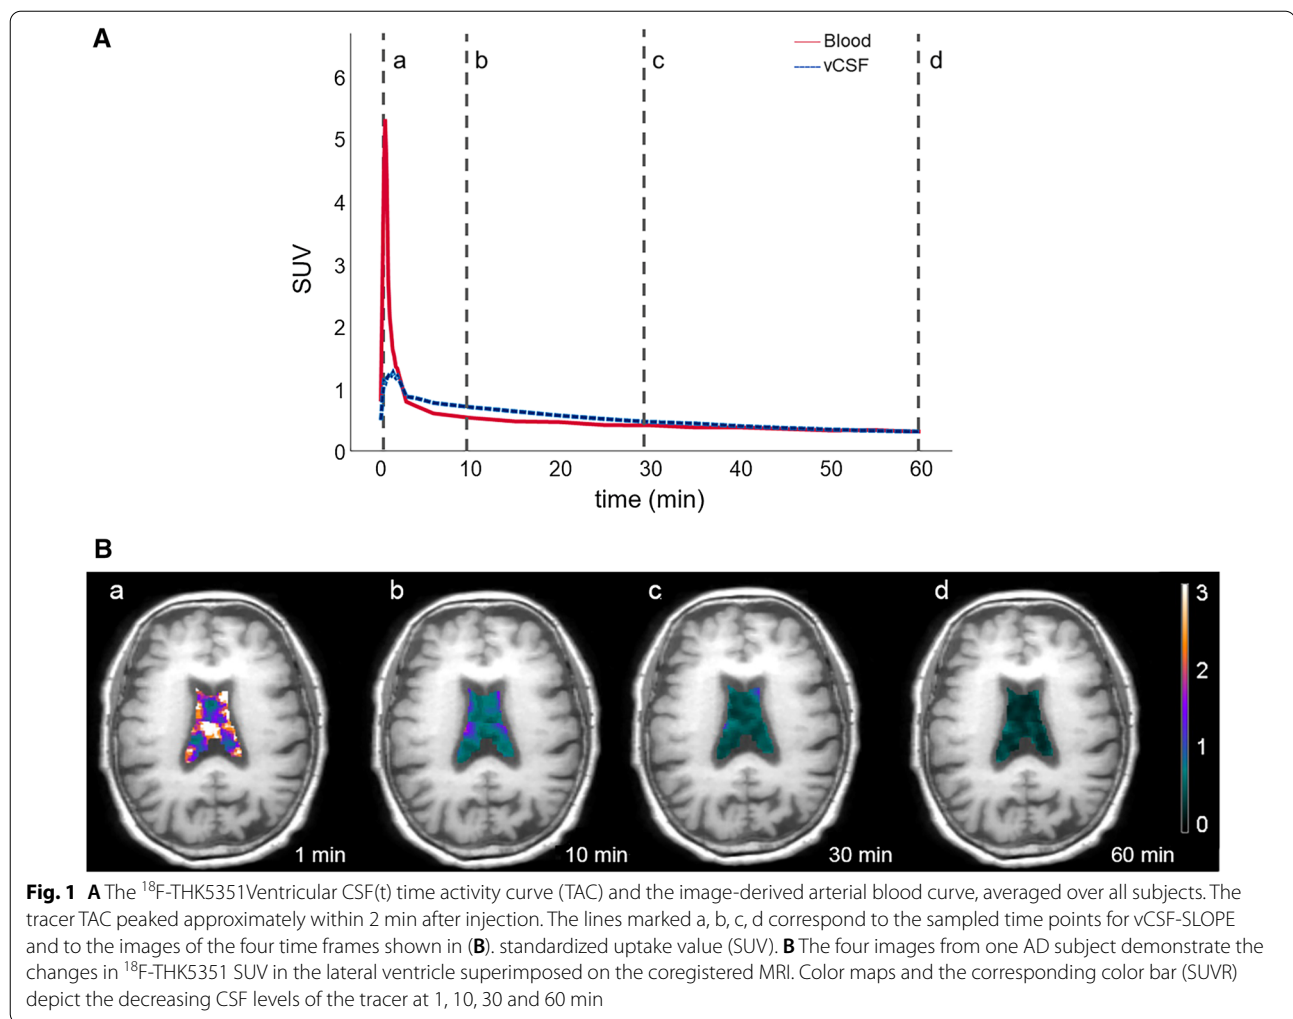 A
a
b
c
d
Blood
vCSF
6
5
4
3
2
1
0
SUV
0 10 20 30 40 50 60
time (min)
B
a
b
c
d
3
2
1
0
1 min
10 min
30 min
60 min
Fig. 1 A The ¹⁸F-THK5351Ventricular CSF(t) time activity curve (TAC) and the image-derived arterial blood curve, averaged over all subjects. The
tracer TAC peaked approximately within 2 min after injection. The lines marked a, b, c, d correspond to the sampled time points for vCSF-SLOPE
and to the images of the four time frames shown in (B). standardized uptake value (SUV). B The four images from one AD subject demonstrate the
changes in ¹⁸F-THK5351 SUV in the lateral ventricle superimposed on the coregistered MRI. Color maps and the corresponding color bar (SUVR)
depict the decreasing CSF levels of the tracer at 1, 10, 30 and 60 min